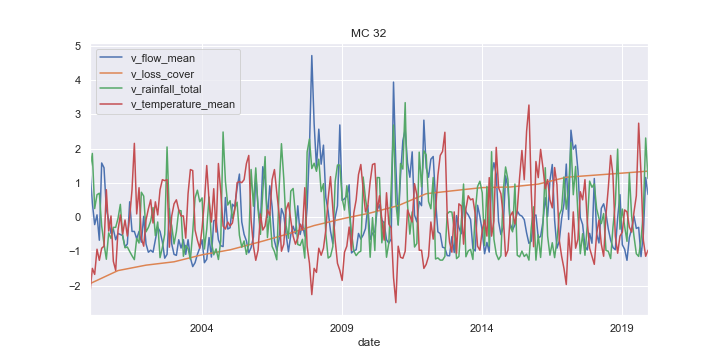 MC 32
5
4
3
2
1
0
−1
−2
v_flow_mean
v_loss_cover
v_rainfall_total
v_temperature_mean
2004
2009
2014
2019
date